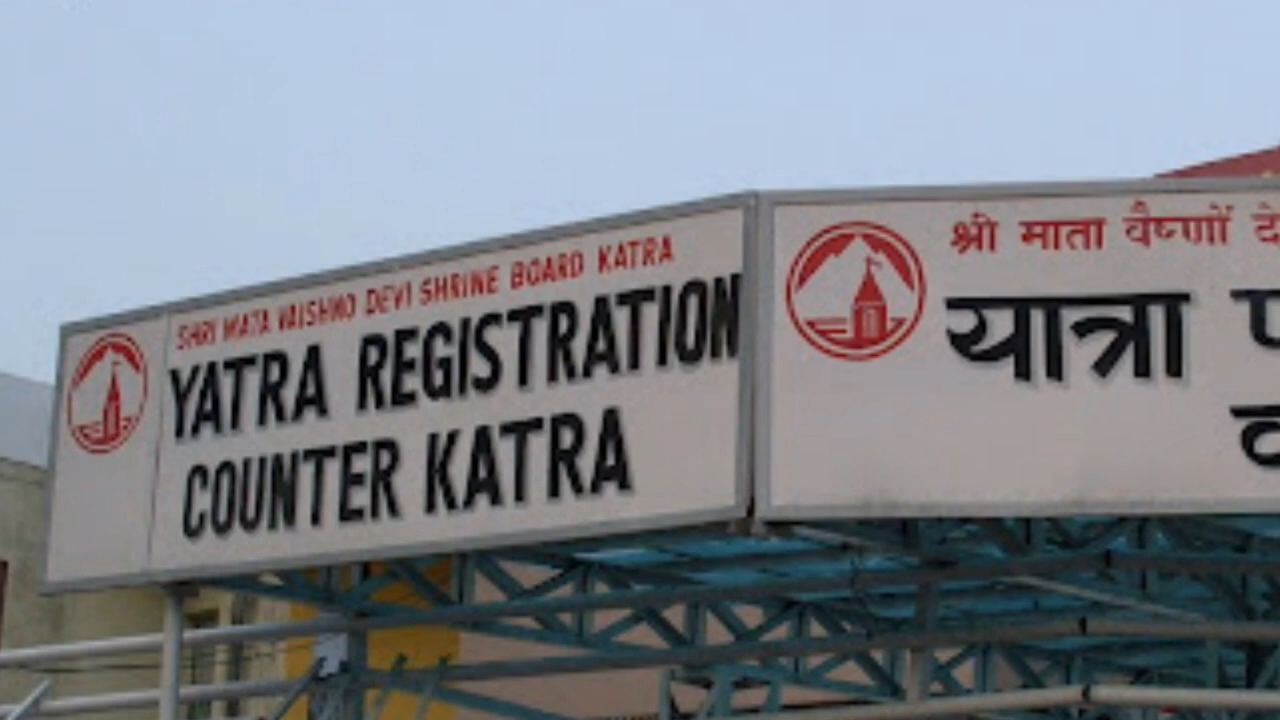 SHRI MATA VAISHNO DEVI SHRINE BOARD KATRA
YATRA REGISTRATION
COUNTER KATRA
श्री माता वैष्णों
यात्रा